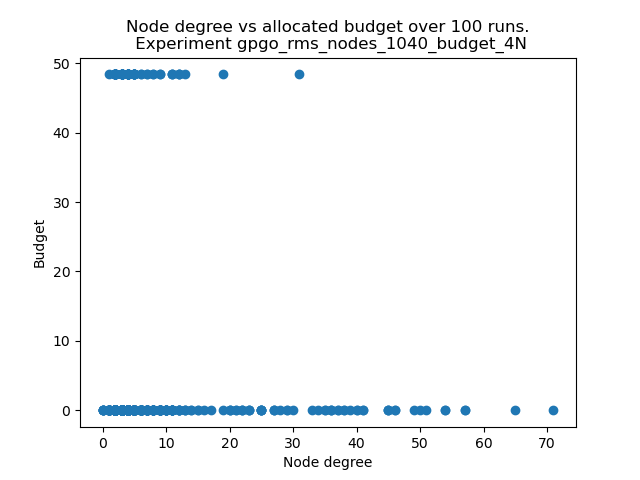 Node degree vs allocated budget over 100 runs.
Experiment gpgo_rms_nodes_1040_budget_4N
50
40
30
20
10
0
Budget
0 10 20 30 40 50 60 70
Node degree